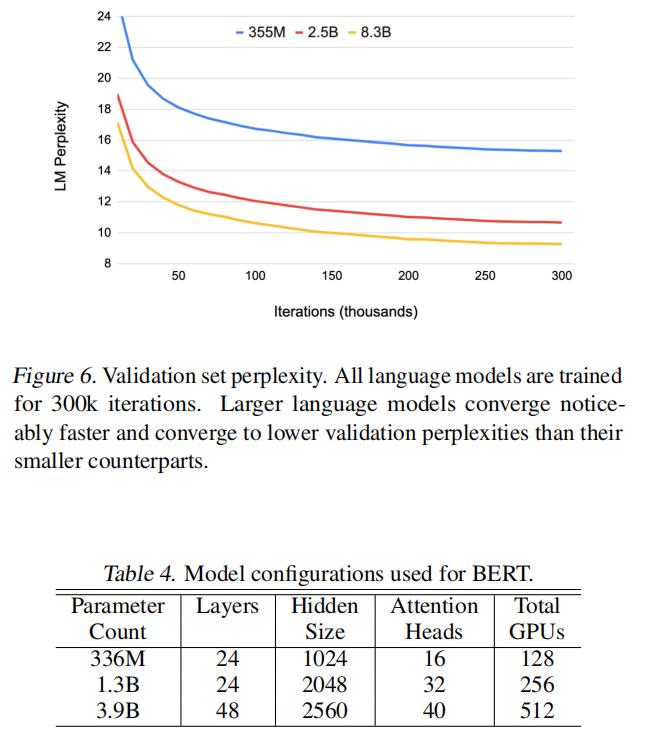 24
355M 2.5B 8.3B
22
20
18
16
14
12
10
8
LM Perplexity
50 100 150 200 250 300
Iterations (thousands)
Figure 6. Validation set perplexity. All language models are trained
for 300k iterations. Larger language models converge notice-
ably faster and converge to lower validation perplexities than their
smaller counterparts.
Table 4. Model configurations used for BERT.
Parameter Layers Hidden Attention Total
Count Size Heads GPUs
336M 24 1024 16 128
1.3B 24 2048 32 256
3.9B 48 2560 40 512